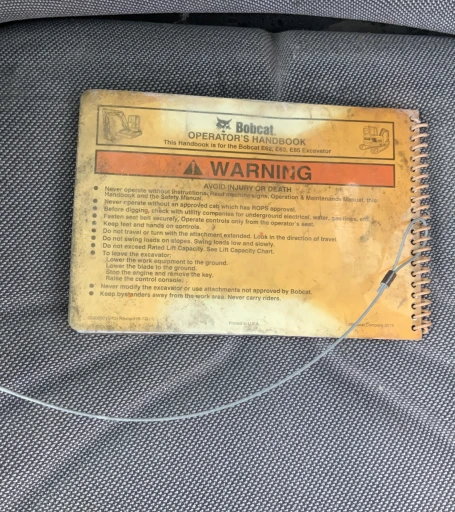 Bobcat
OPERATOR'S HANDBOOK
This Handbook is for the Bobcat E62, E63, E85 Excavator
WARNING
AVOID INJURY OR DEATH
Never operate without instructions. Read machine signs, Operation & Maintenance Manual, this
Handbook and the Safety Manual.
Never operate without an approved cab which has ROPS approval.
Before digging, check with utility companies for underground electrical, water, gas lines, etc.
Fasten seat belt securely. Operate controls only from the operator's seat.
Keep feet and hands on controls.
Do not travel or turn with the attachment extended. Look in the direction of travel.
Do not swing loads on slopes. Swing loads low and slowly.
Do not exceed Rated Lift Capacity. See Lift Capacity Chart.
To leave the excavator:
Lower the work equipment to the ground.
Lower the blade to the ground.
Stop the engine and remove the key.
Raise the control console.
Never modify the excavator or use attachments not approved by Bobcat.
Keep bystanders away from the work area. Never carry riders.
Printed in U.S.A.
Company